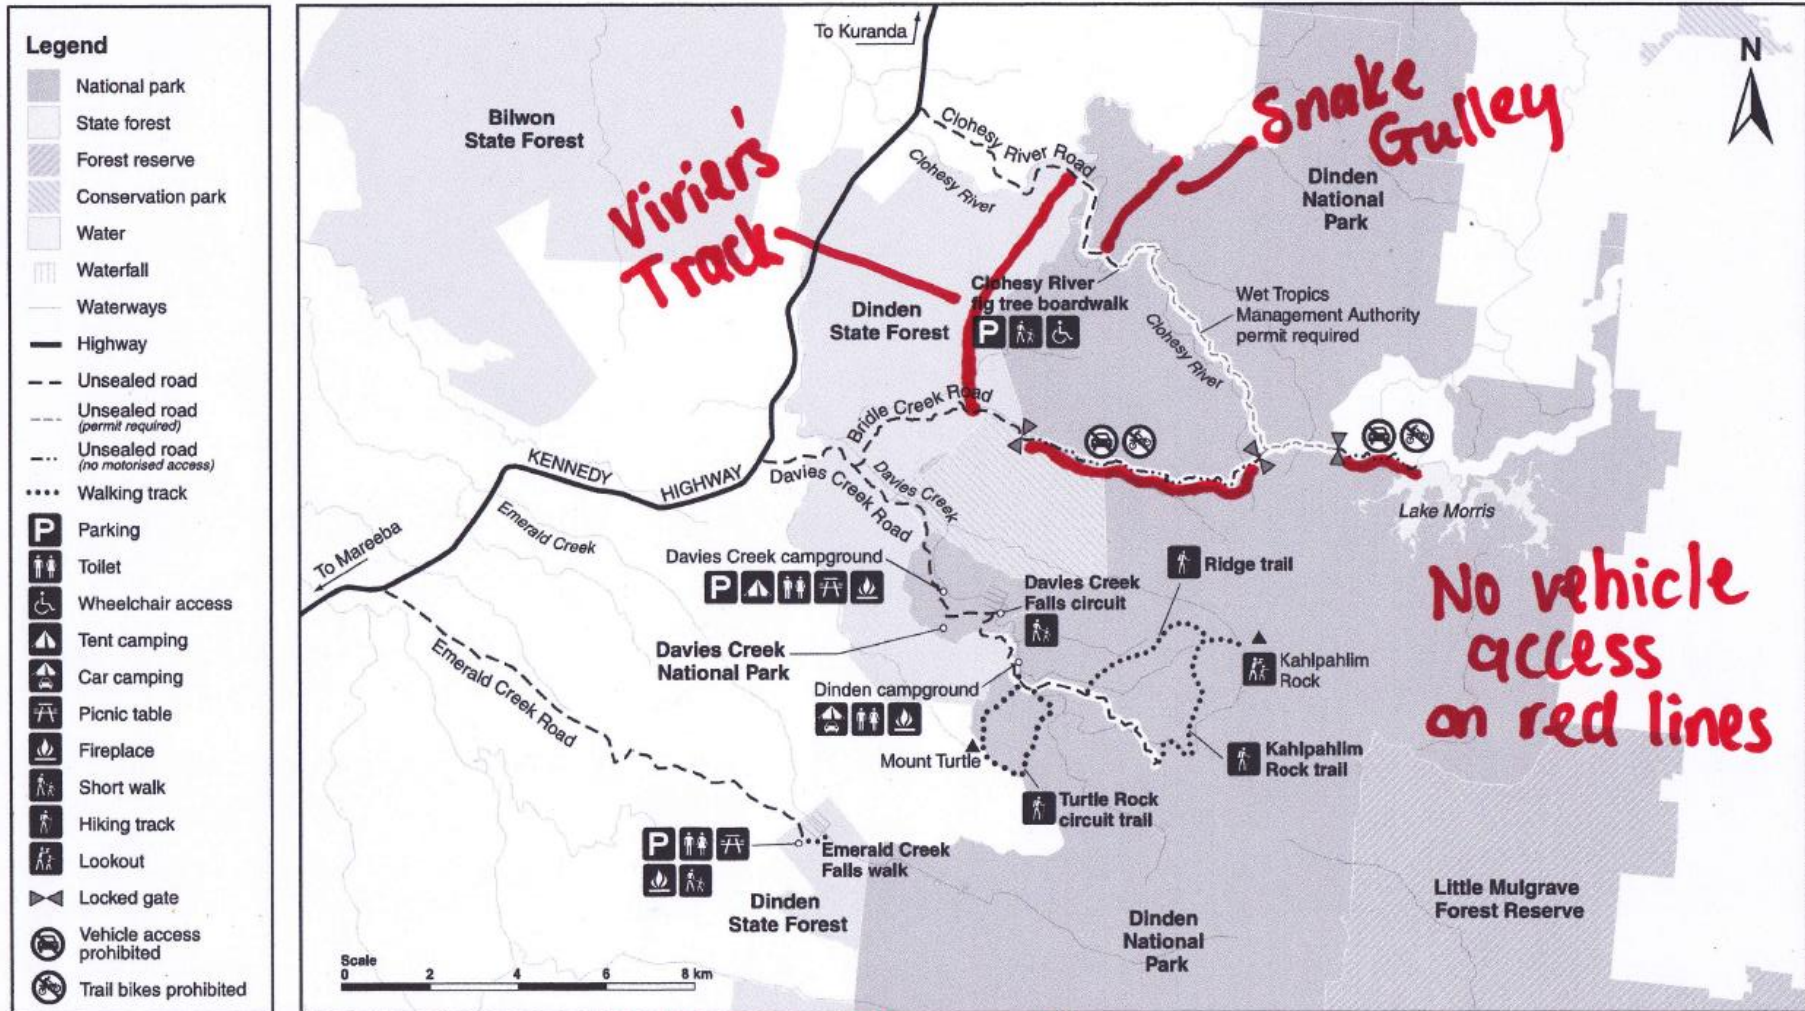 Legend
National park
State forest
Forest reserve
Conservation park
Water
Waterfall
Waterways
Highway
Unsealed road
Unsealed road
(permit required)
Unsealed road
(no motorised access)
Walking track
P
Parking
Toilet
Wheelchair access
Tent camping
Car camping
Picnic table
Fireplace
Short walk
Hiking track
Lookout
Locked gate
Vehicle access
prohibited
Trail bikes prohibited
To Kuranda
N
Bilwon
State Forest
Vivier's
Track
Snake
Gulley
Clohesy River Road
Clohesy River
Dinden
National
Park
Clohesy River
fig tree boardwalk
P
Dinden
State Forest
Wet Tropics
Management Authority
permit required
Clohesy River
Bridle Creek Road
KENNEDY HIGHWAY
Davies Creek Road
Davies Creek
Lake Morris
Emerald Creek
To Mareeba
Davies Creek campground
P
Ridge trail
Davies Creek
Falls circuit
No vehicle
access
on red lines
Davies Creek
National Park
Kahlpahlim
Rock
Emerald Creek Road
Dinden campground
Mount Turtle
Kahlpahlim
Rock trail
Turtle Rock
circuit trail
P
Emerald Creek
Falls walk
Dinden
State Forest
Dinden
National
Park
Little Mulgrave
Forest Reserve
Scale
0 2 4 6 8 km